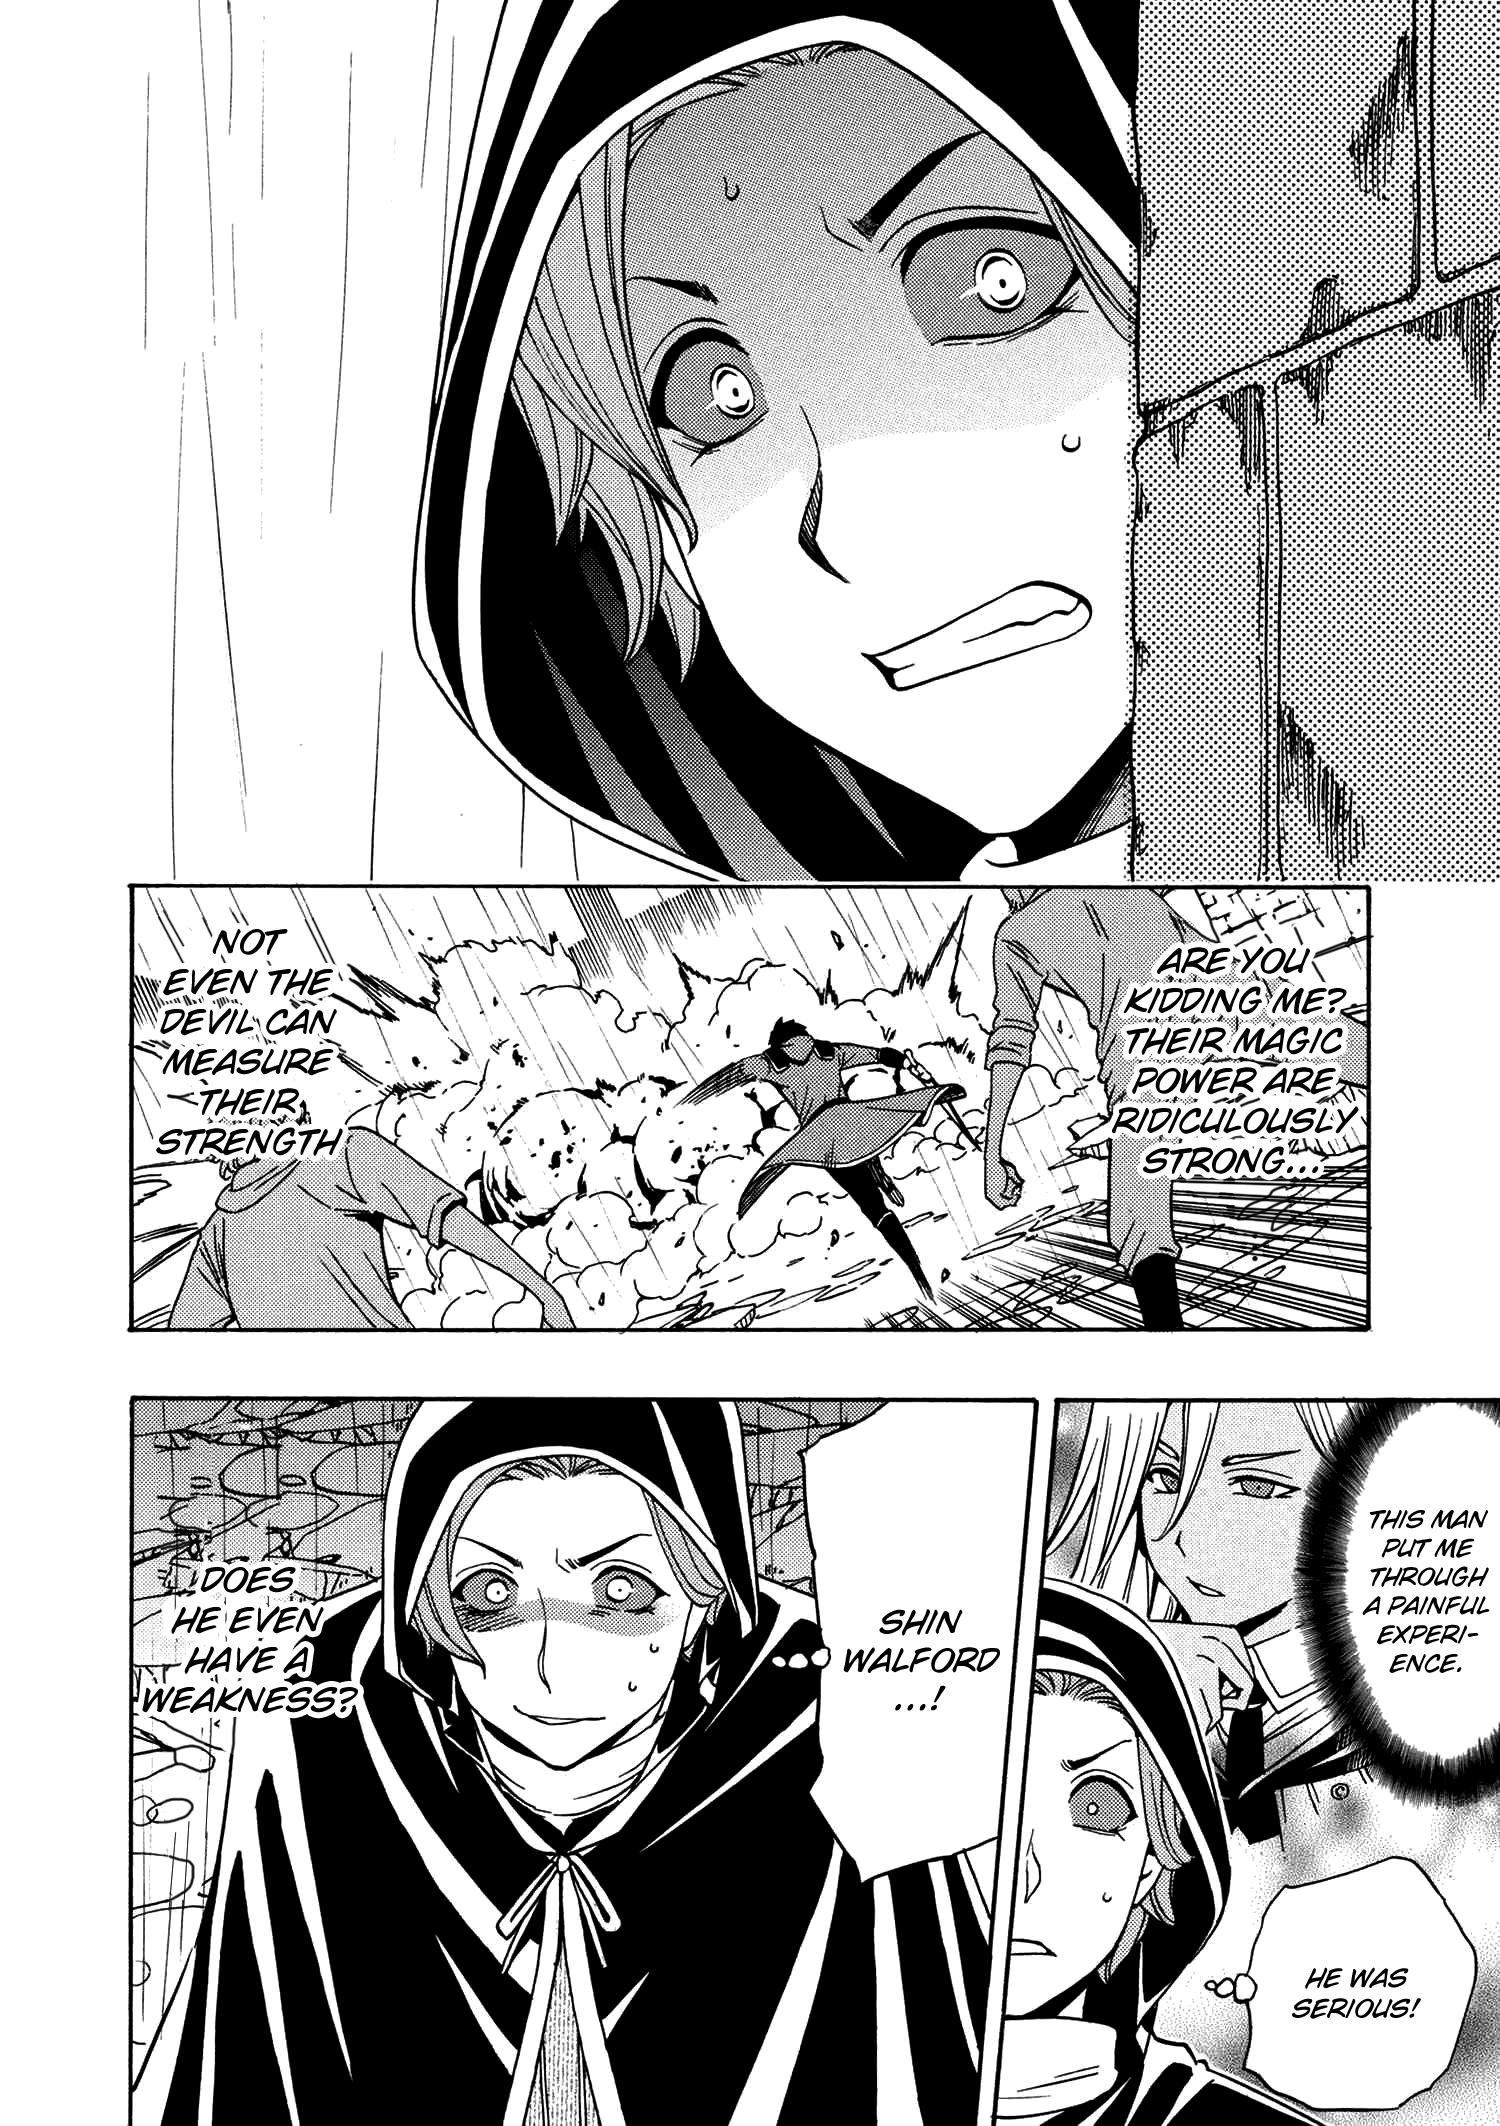 ARE YOU
KIDDING ME?
THEIR MAGIC
POWER ARE
RIDICULOUSLY
STRONG...
NOT
EVEN THE
DEVIL CAN
MEASURE
THEIR
STRENGTH
THIS MAN
PUT ME
THROUGH
A PAINFUL
EXPERI-
ENCE.
HE WAS
SERIOUS!
SHIN
WALFORD
...!
DOES
HE EVEN
HAVE A
WEAKNESS?